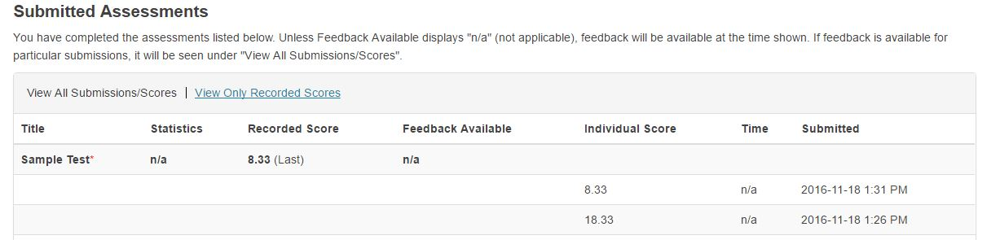 Submitted Assessments
You have completed the assessments listed below. Unless Feedback Available displays "n/a" (not applicable), feedback will be available at the time shown. If feedback is available for
particular submissions, it will be seen under "View All Submissions/Scores".
View All Submissions/Scores | View Only Recorded Scores
Title Statistics Recorded Score Feedback Available Individual Score Time Submitted
Sample Test* n/a 8.33 (Last) n/a
8.33 n/a 2016-11-18 1:31 PM
18.33 n/a 2016-11-18 1:26 PM